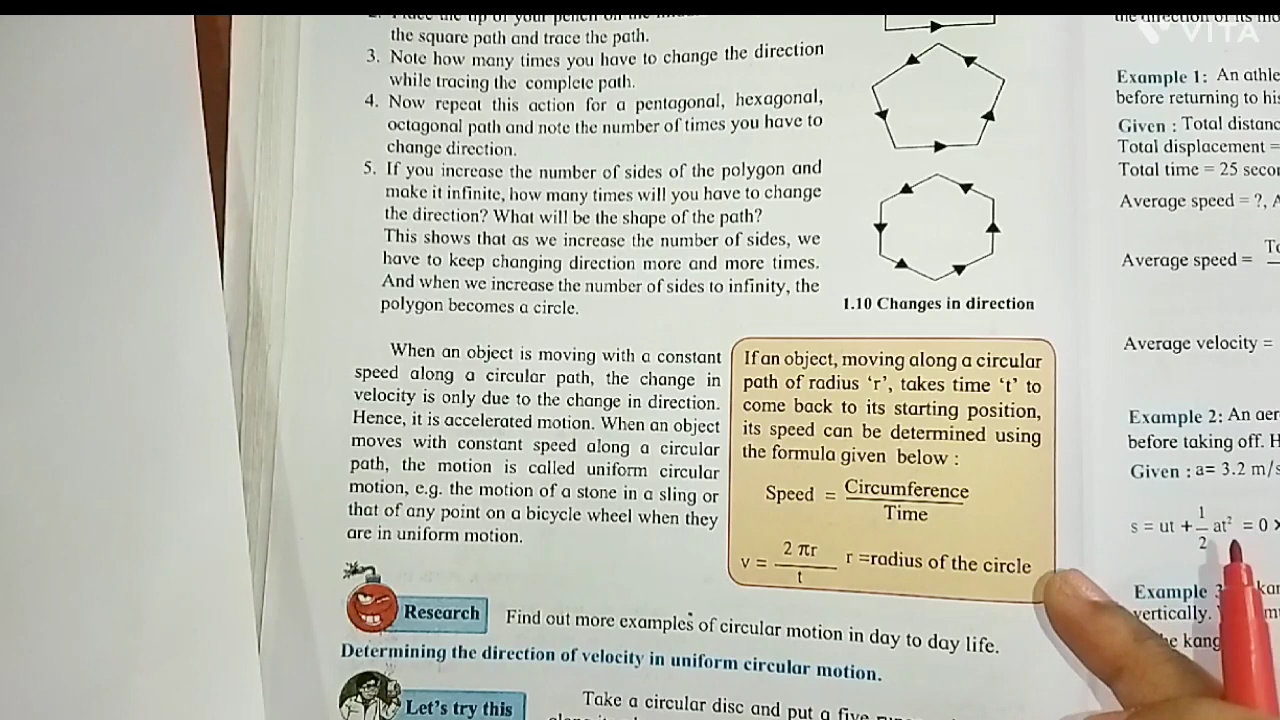 2. Place the tip of your pencil on the
the square path and trace the path.
3. Note how many times you have to change the direction
while tracing the complete path.
4. Now repeat this action for a pentagonal, hexagonal,
octagonal path and note the number of times you have to
change direction.
5. If you increase the number of sides of the polygon and
make it infinite, how many times will you have to change
the direction? What will be the shape of the path?
This shows that as we increase the number of sides, we
have to keep changing direction more and more times.
And when we increase the number of sides to infinity, the
polygon becomes a circle.
1.10 Changes in direction
When an object is moving with a constant
speed along a circular path, the change in
velocity is only due to the change in direction.
Hence, it is accelerated motion. When an object
moves with constant speed along a circular
path, the motion is called uniform circular
motion, e.g. the motion of a stone in a sling or
that of any point on a bicycle wheel when they
are in uniform motion.
If an object, moving along a circular
path of radius ‘r’, takes time ‘t’ to
come back to its starting position,
its speed can be determined using
the formula given below :
Speed = Circumference
Time
v = 2 πr
t
r =radius of the circle
Research Find out more examples of circular motion in day to day life.
Determining the direction of velocity in uniform circular motion.
Let's try this
Take a circular disc and put a five
the direction of its
VITA
Example 1: An athle
before returning to his
Given : Total distanc
Total displacement =
Total time = 25 secon
Average speed = ?, A
Average speed =
Average velocity =
Example 2: An aer
before taking off. H
Given : a= 3.2 m/s
s = ut + 1/2 at² = 0 ×
Example 3
vertically.
kang